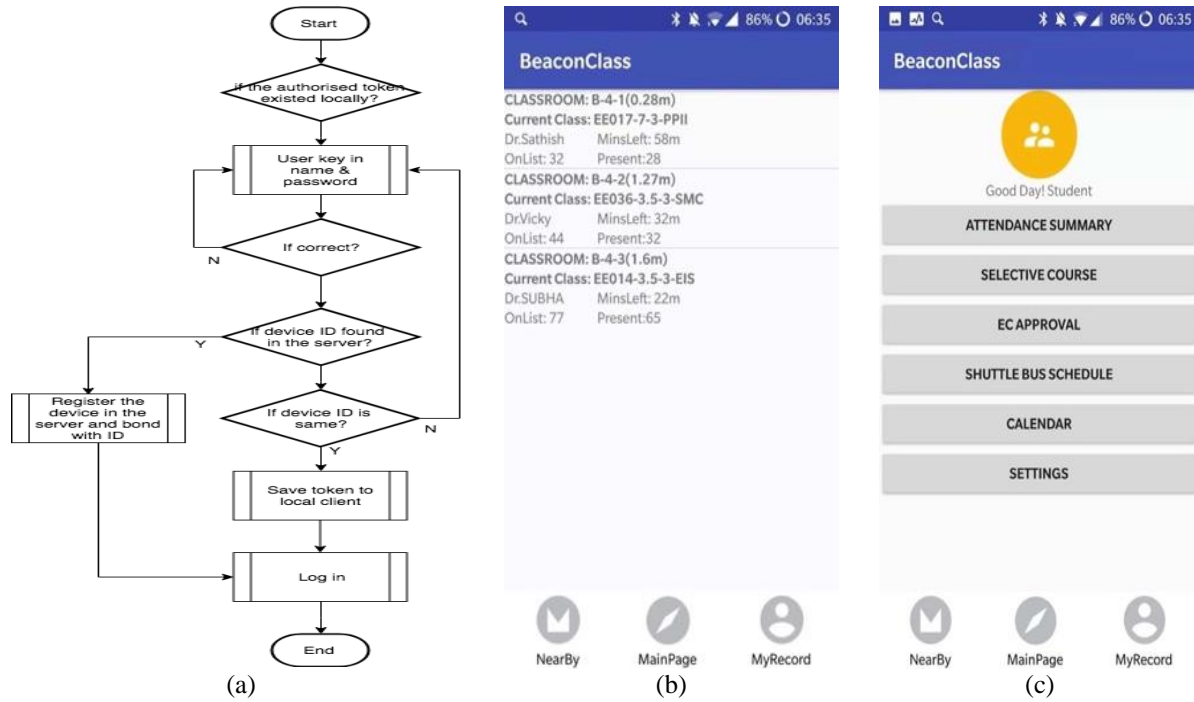 Start
if the authorised token
existed locally?
User key in
name &
password
If correct?
N
If device ID found
in the server?
Y
Register the
device in the
server and bond
with ID
If device ID is
same?
N
Y
Save token to
local client
Log in
End
(a)
86% 06:35
BeaconClass
CLASSROOM: B-4-1(0.28m)
Current Class: EE017-7-3-PPII
Dr.Sathish MinsLeft: 58m
OnList: 32 Present:28
CLASSROOM: B-4-2(1.27m)
Current Class: EE036-3.5-3-SMC
Dr.Vicky MinsLeft: 32m
OnList: 44 Present:32
CLASSROOM: B-4-3(1.6m)
Current Class: EE014-3.5-3-EIS
Dr.SUBHA MinsLeft: 22m
OnList: 77 Present:65
NearBy MainPage MyRecord
(b)
86% 06:35
BeaconClass
Good Day! Student
ATTENDANCE SUMMARY
SELECTIVE COURSE
EC APPROVAL
SHUTTLE BUS SCHEDULE
CALENDAR
SETTINGS
NearBy MainPage MyRecord
(c)